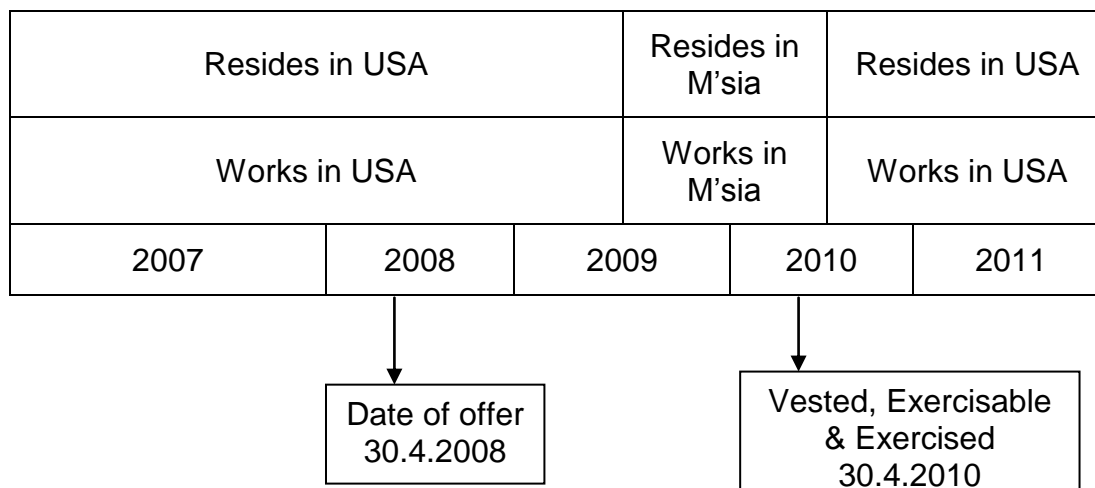 Resides in USA
Resides in
M'sia
Resides in USA
Works in USA
Works in
M'sia
Works in USA
2007
2008
2009
2010
2011
Date of offer
30.4.2008
Vested, Exercisable
& Exercised
30.4.2010